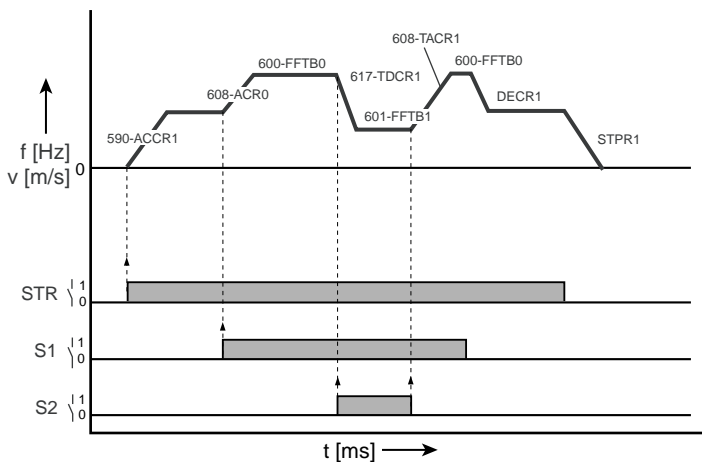 608-TACR1
600-FFTB0
600-FFTB0
617-TDCR1
608-ACR0
DECR1
601-FFTB1
590-ACCR1
STPR1
f [Hz]
v [m/s]
0
STR
1
0
S1
1
0
S2
1
0
t [ms]